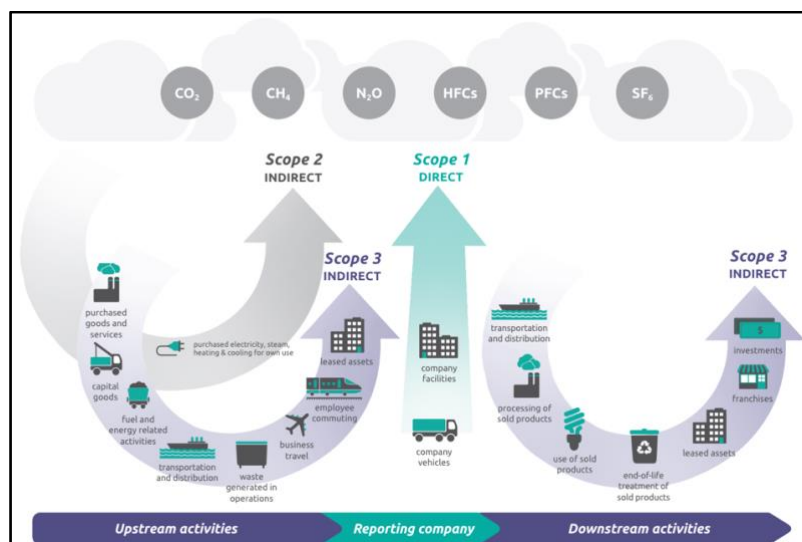 CO₂ CH₄ N₂O HFCs PFCs SF₆
Scope 2
INDIRECT
Scope 1
DIRECT
Scope 3
INDIRECT
Scope 3
INDIRECT
purchased
goods and
services
capital
goods
fuel and
energy related
activities
transportation
and distribution
waste
generated in
operations
business
travel
employee
commuting
leased assets
purchased electricity, steam,
heating & cooling for own use
company
facilities
company
vehicles
transportation
and distribution
processing of
sold products
use of sold
products
end-of-life
treatment of
sold products
leased assets
franchises
$
investments
Upstream activities
Reporting company
Downstream activities